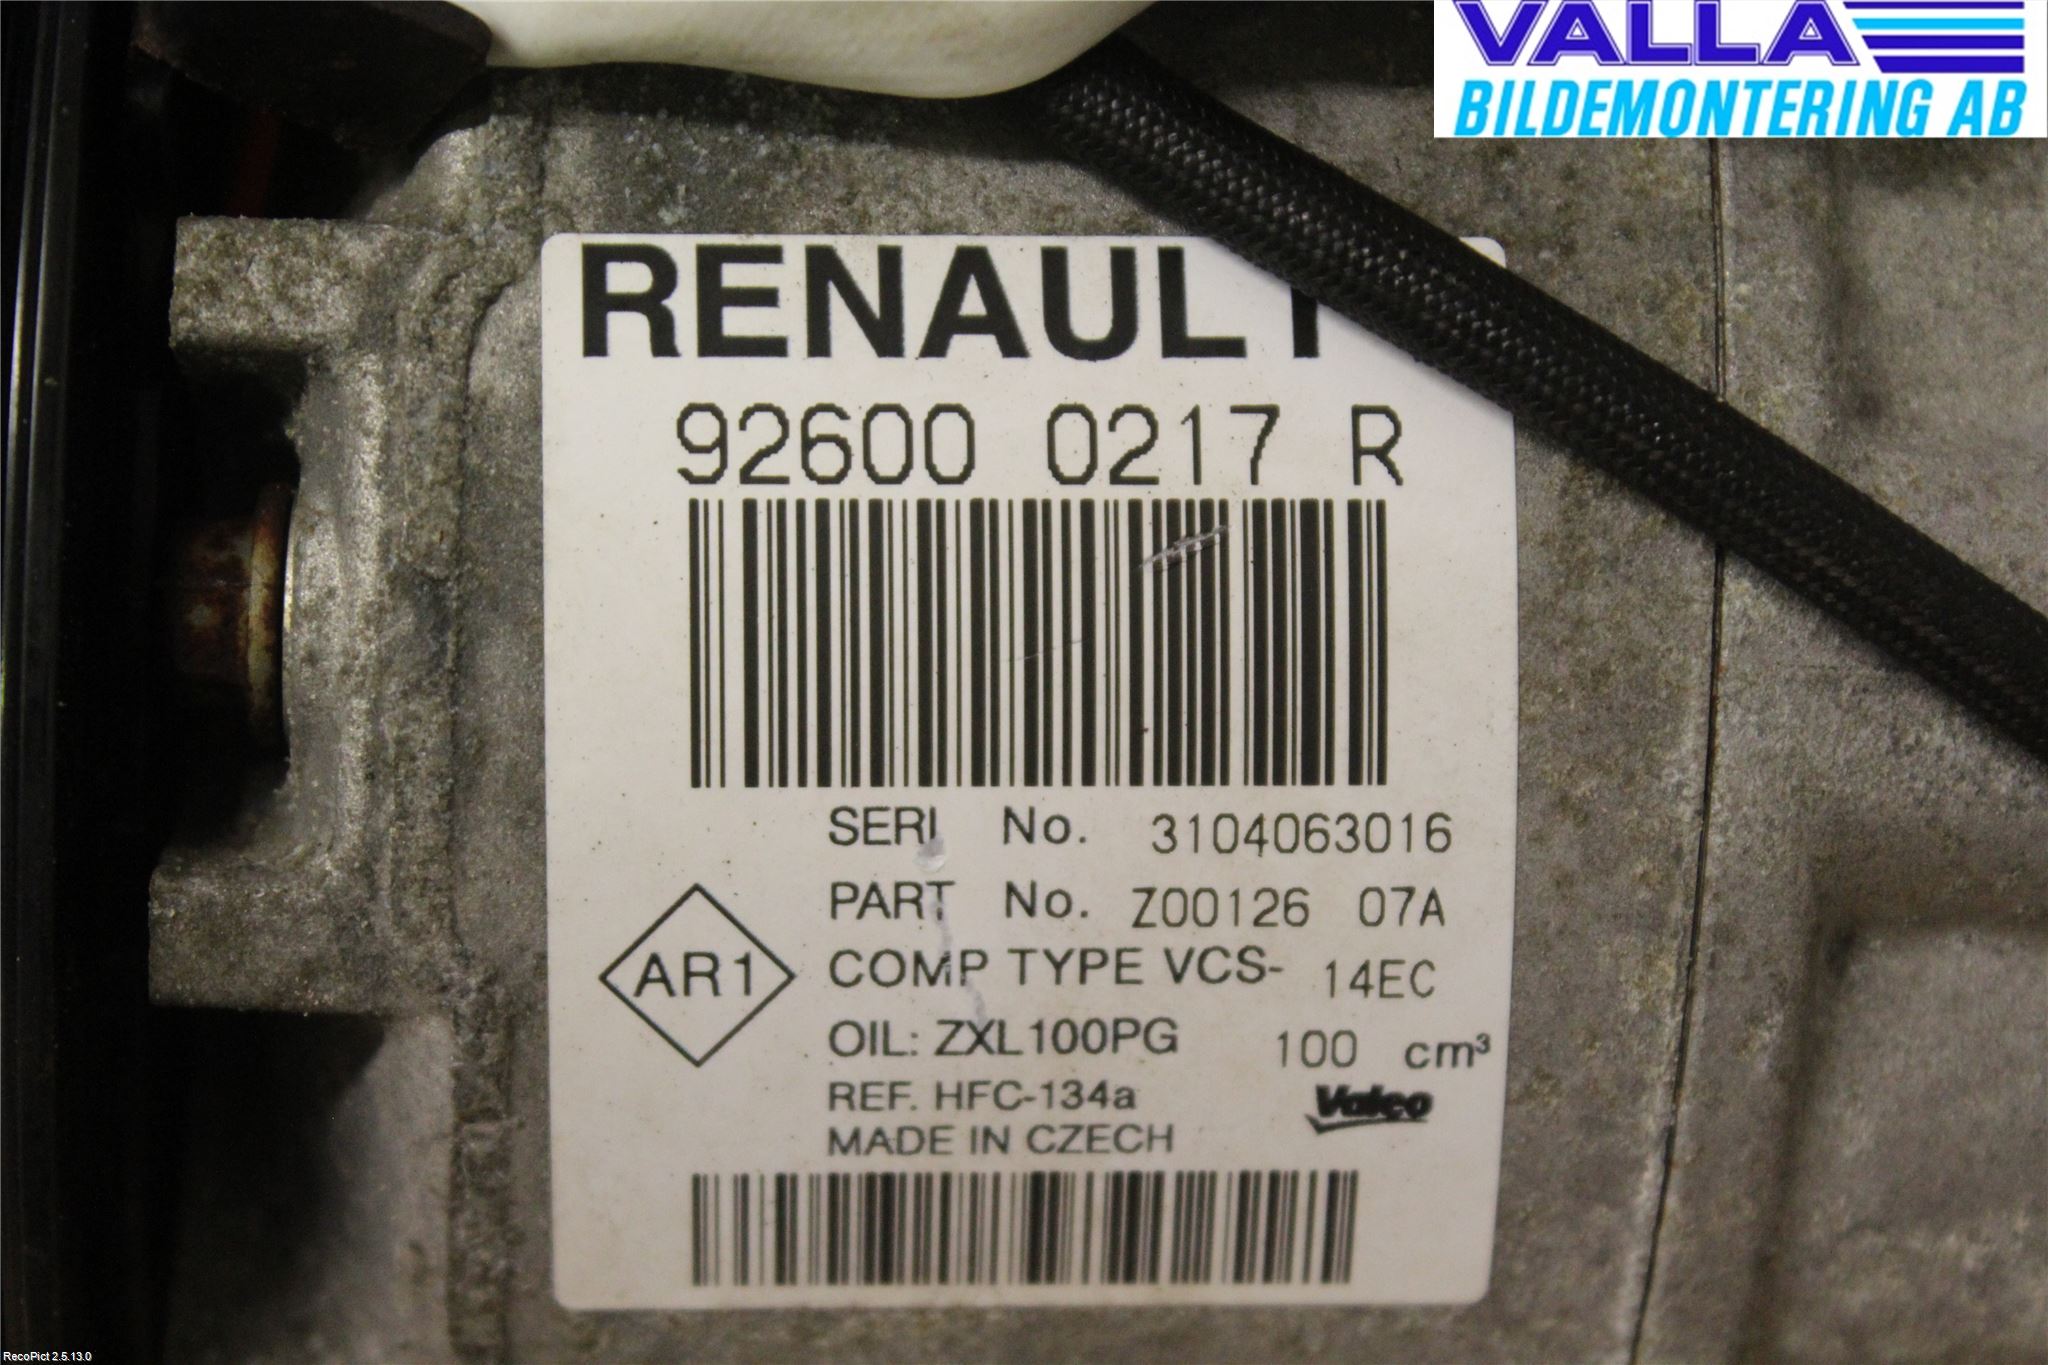 VALLA
BILDEMONTERING AB
RENAULT
92600 0217 R
SERI No. 3104063016
PART No. Z00126 07A
AR1
COMP TYPE VCS- 14EC
OIL: ZXL100PG 100 cm³
REF. HFC-134a
Valeo
MADE IN CZECH
RecoPict 2.5.13.0